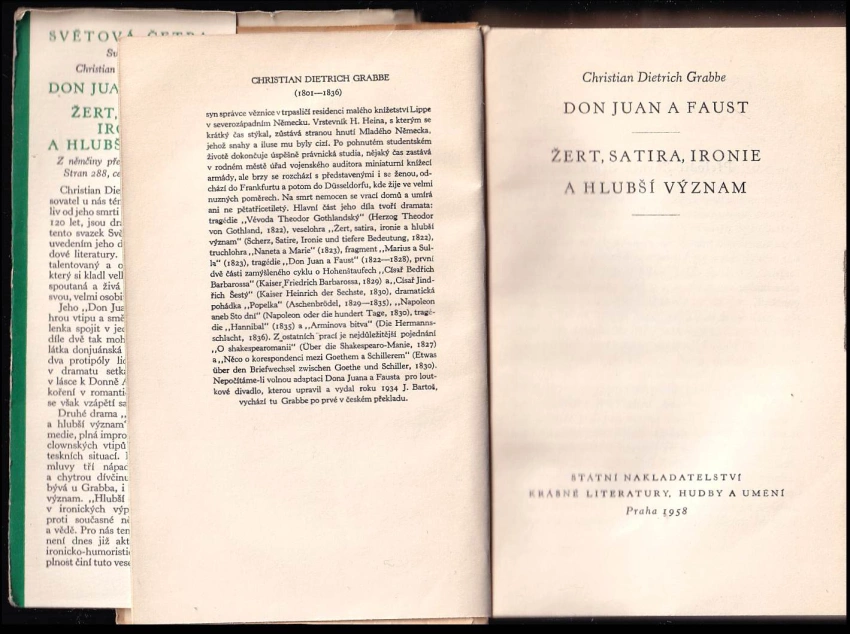 SVĚTOVÁ ČETBA
Sv
Christian
DON JUA
ŽERT,
IRO
A HLUBŠ
Z němčiny pře
Stran 288, ce
Christian Die
sovatel u nás tém
liv od jeho smrti
120 let, jsou dra
tento svazek Svě
uvedením jeho d
dové literatury.
talentovaný a o
který si kladl vel
spoutaná a živá
svou, velmi osobi
Jeho „Don Jua
hrou vtipu a smě
lenka spojit v jed
díle dvě tak moh
látka donjuánská
dva protipóly lid
v dramatu setka
v lásce k Donně A
koření v romanti
se však vzápětí sa
Druhé drama „
a hlubší význam“
medie, plná impro
clownských vtipů
teskních situací. I
mluvy tří nápad
a chytrou dívčinu
bývá u Grabba, i
význam. „Hlubší
v ironických výp
proti současné ně
a vědě. Pro nás ten
není dnes již akt
ironicko-humoristi
plnost činí tuto vese
CHRISTIAN DIETRICH GRABBE
(1801—1836)
syn správce věznice v trpasličí residenci malého knížetství Lippe
v severozápadním Německu. Vrstevník H. Heina, s kterým se
krátký čas stýkal, zůstává stranou hnutí Mladého Německa,
jehož snahy a iluse mu byly cizí. Po pohnutém studentském
životě dokončuje úspěšně právnická studia, nějaký čas zastává
v rodném městě úřad vojenského auditora miniaturní knížecí
armády, ale brzy se rozchází s představenými i se ženou, od-
chází do Frankfurtu a potom do Düsseldorfu, kde žije ve velmi
nuzných poměrech. Na smrt nemocen se vrací domů a umírá
ani ne pětatřicetiletý. Hlavní část jeho díla tvoří dramata:
tragédie „Vévoda Theodor Gothlandský“ (Herzog Theodor
von Gothland, 1822), veselohra „Žert, satira, ironie a hlubší
význam“ (Scherz, Satire, Ironie und tiefere Bedeutung, 1822),
truchlohra „Naneta a Marie“ (1823), fragment „Marius a Sul-
la“ (1823), tragédie „Don Juan a Faust“ (1822—1828), první
dvě části zamýšleného cyklu o Hohenštaufech „Císař Bedřich
Barbarossa“ (Kaiser Friedrich Barbarossa, 1829) a „Císař Jind-
řich Šestý“ (Kaiser Heinrich der Sechste, 1830), dramatická
pohádka „Popelka“ (Aschenbrödel, 1829—1835), „Napoleon
aneb Sto dní“ (Napoleon oder die hundert Tage, 1830), tragé-
die „Hannibal“ (1835) a „Arminova bitva“ (Die Hermanns-
schlacht, 1836). Z ostatních prací je nejdůležitější pojednání
„O shakespearomanii“ (Über die Shakespearo-Manie, 1827)
a „Něco o korespondenci mezi Goethem a Schillerem“ (Etwas
über den Briefwechsel zwischen Goethe und Schiller, 1830).
Nepočítáme-li volnou adaptaci Dona Juana a Fausta pro lout-
kové divadlo, kterou upravil a vydal roku 1934 J. Bartoš,
vychází tu Grabbe po prvé v českém překladu.
Christian Dietrich Grabbe
DON JUAN A FAUST
ŽERT, SATIRA, IRONIE
A HLUBŠÍ VÝZNAM
STÁTNÍ NAKLADATELSTVÍ
KRÁSNÉ LITERATURY, HUDBY A UMĚNÍ
Praha 1958